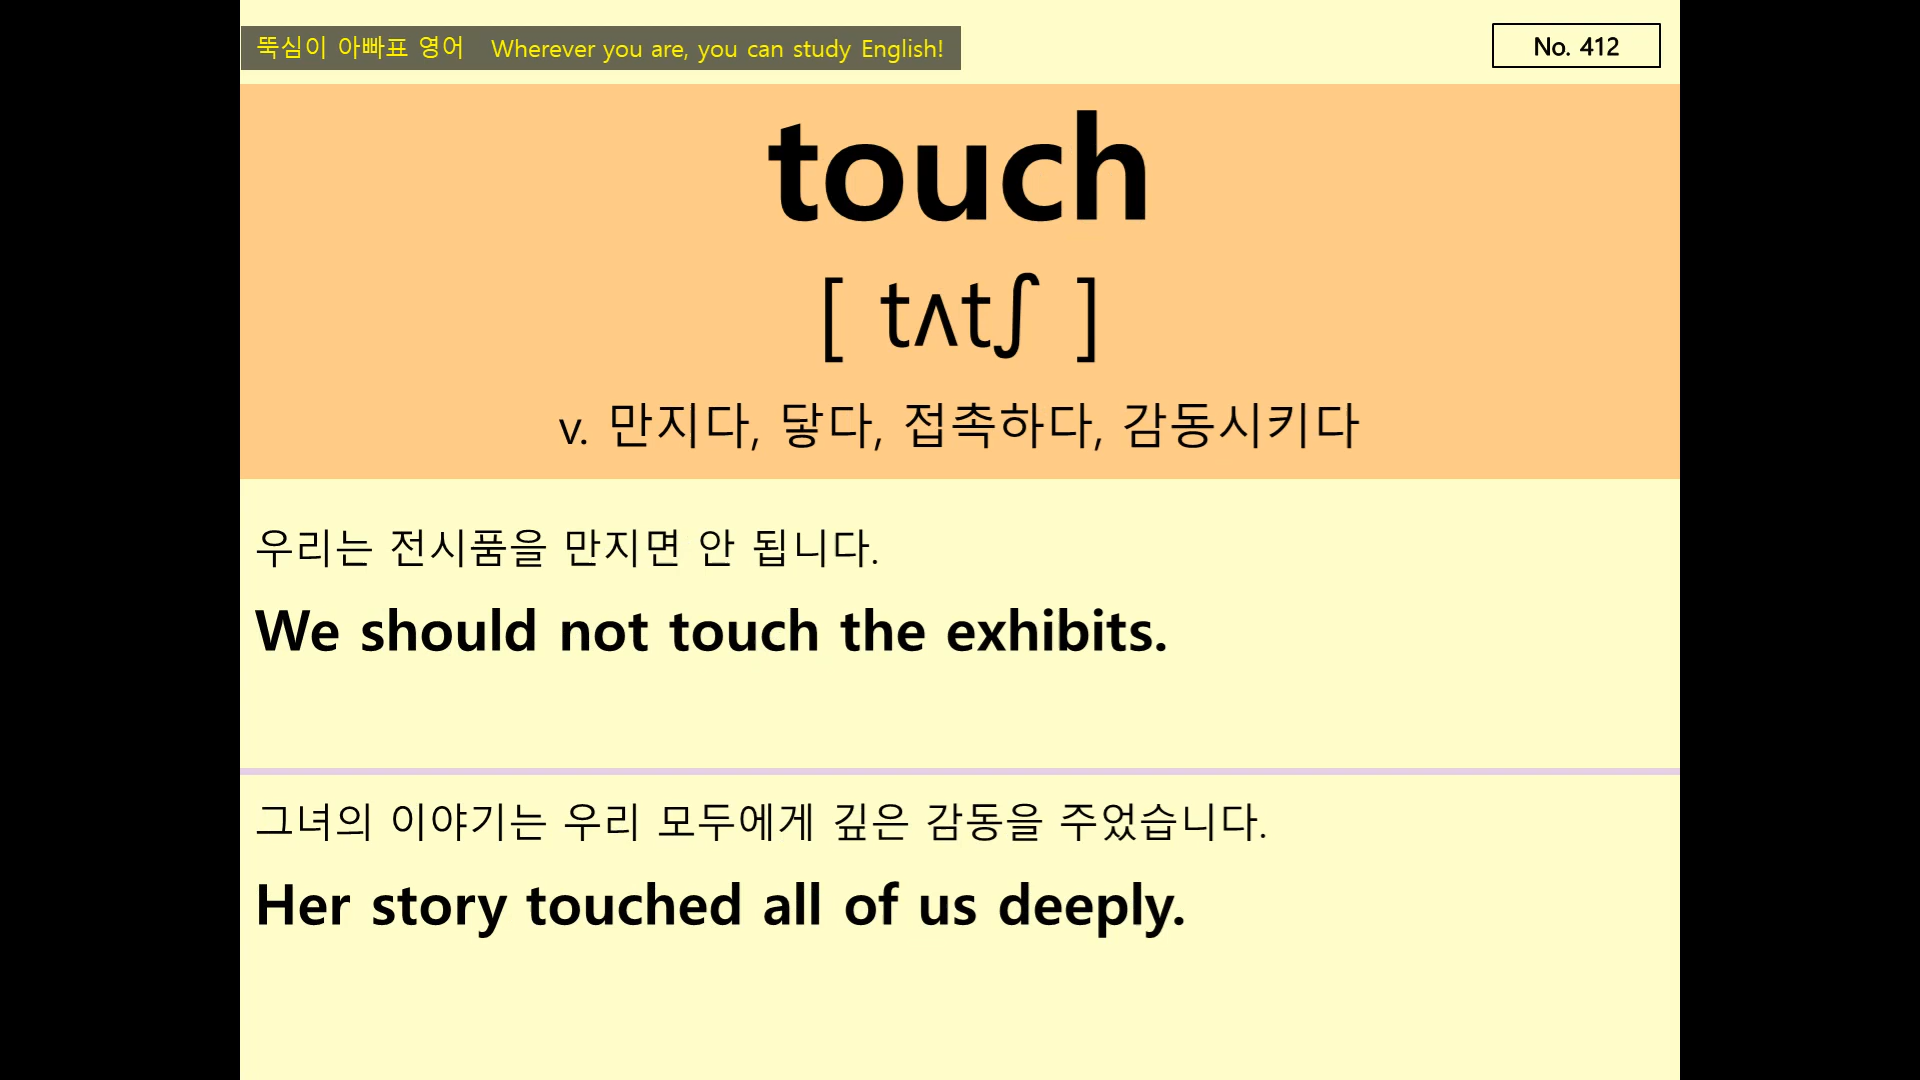 뚝심이 아빠표 영어 Wherever you are, you can study English!
No. 412
touch
[ tʌtʃ ]
v. 만지다, 닿다, 접촉하다, 감동시키다
우리는 전시품을 만지면 안 됩니다.
We should not touch the exhibits.
그녀의 이야기는 우리 모두에게 깊은 감동을 주었습니다.
Her story touched all of us deeply.